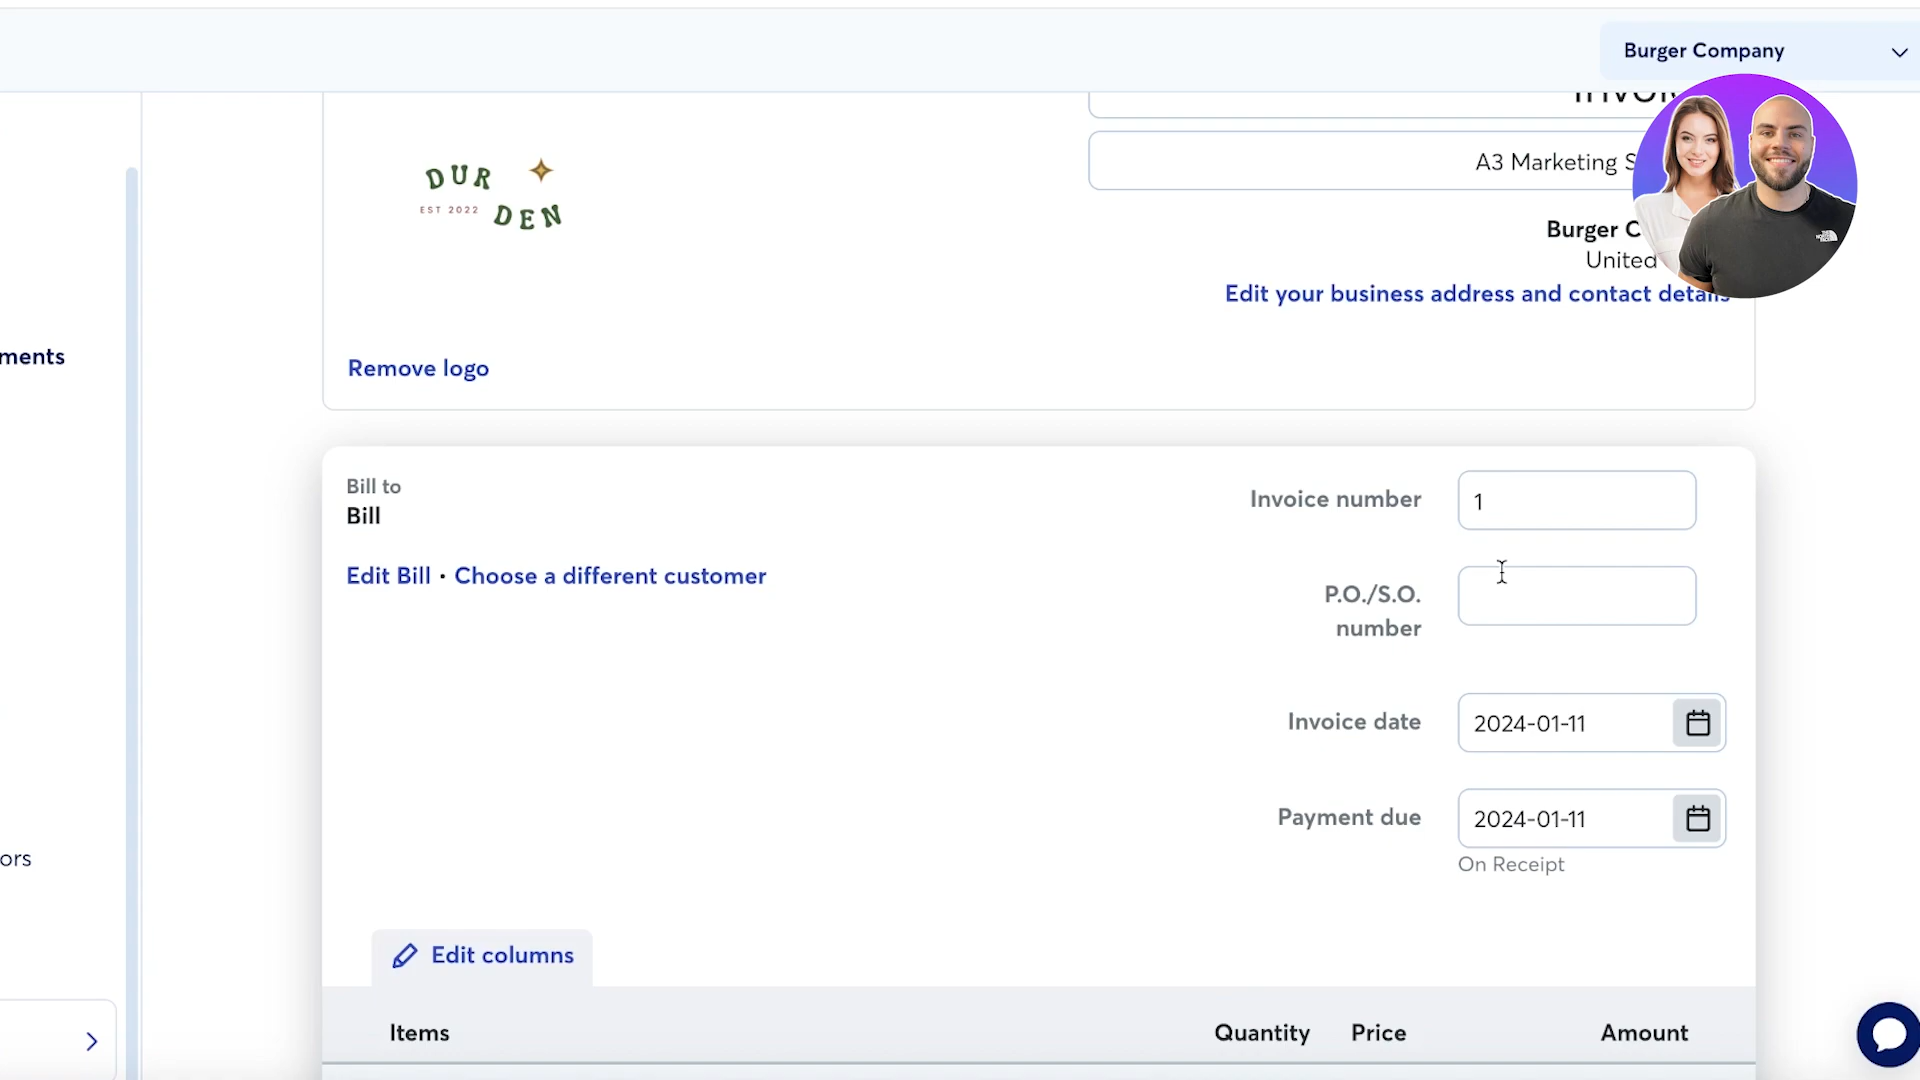 Burger Company
A3 Marketing
DUR
EST 2022 DEN
Burger
United
Edit your business address and contact details
ments
Remove logo
Bill to
Bill
Edit Bill • Choose a different customer
Invoice number 1
P.O./S.O.
number
Invoice date 2024-01-11
Payment due 2024-01-11
On Receipt
ors
Edit columns
Items Quantity Price Amount